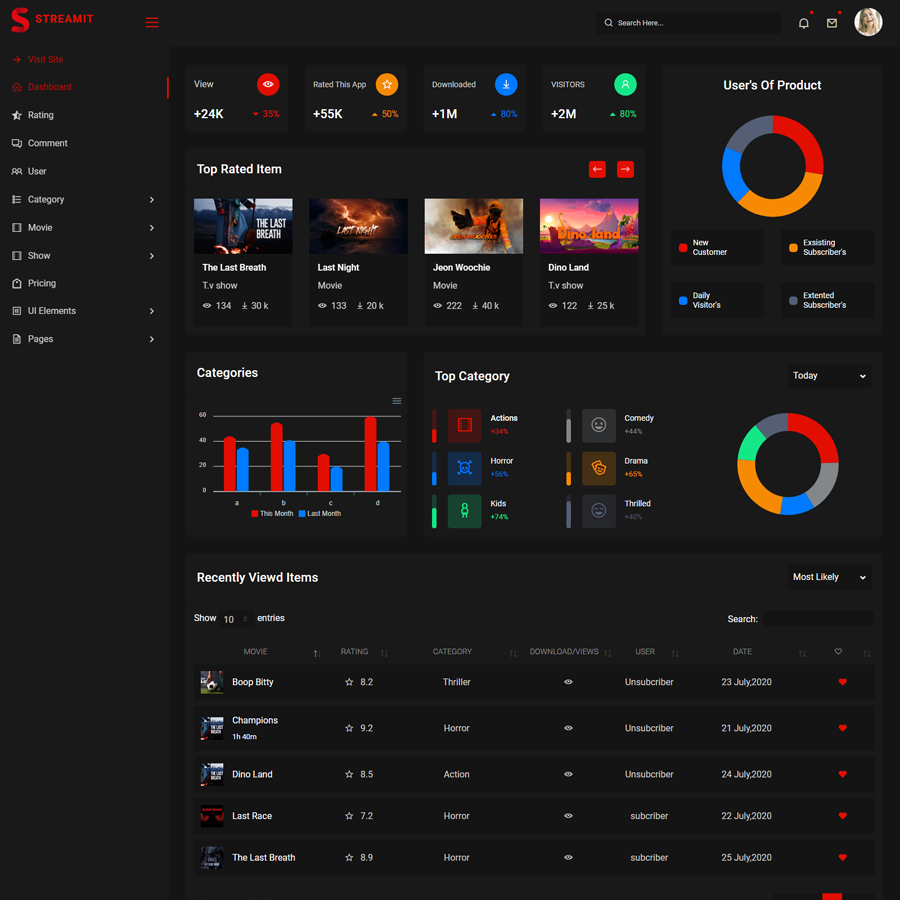 STREAMIT
Search Here...
Visit Site
Dashboard
Rating
Comment
User
Category
Movie
Show
Pricing
UI Elements
Pages
View
+24K
35%
Rated This App
+55K
50%
Downloaded
+1M
80%
VISITORS
+2M
80%
User's Of Product
New
Customer
Exsisting
Subscriber's
Daily
Visitor's
Extented
Subscriber's
Top Rated Item
THE LAST
BREATH
LAST NIGHT
JEON WOOCHIE
Dino land
The Last Breath
T.v show
134
30 k
Last Night
Movie
133
20 k
Jeon Woochie
Movie
222
40 k
Dino Land
T.v show
122
25 k
Categories
60
40
20
0
a
b
c
d
This Month
Last Month
Top Category
Today
Actions
+34%
Comedy
+44%
Horror
+56%
Drama
+65%
Kids
+74%
Thrilled
+40%
Recently Viewd Items
Most Likely
Show 10 entries
Search:
MOVIE RATING CATEGORY DOWNLOAD/VIEWS USER DATE
Boop Bitty 8.2 Thriller Unsubcriber 23 July,2020
Champions
1h 40m
9.2 Horror Unsubcriber 21 July,2020
Dino Land 8.5 Action Unsubcriber 24 July,2020
Last Race 7.2 Horror subcriber 22 July,2020
The Last Breath 8.9 Horror subcriber 25 July,2020